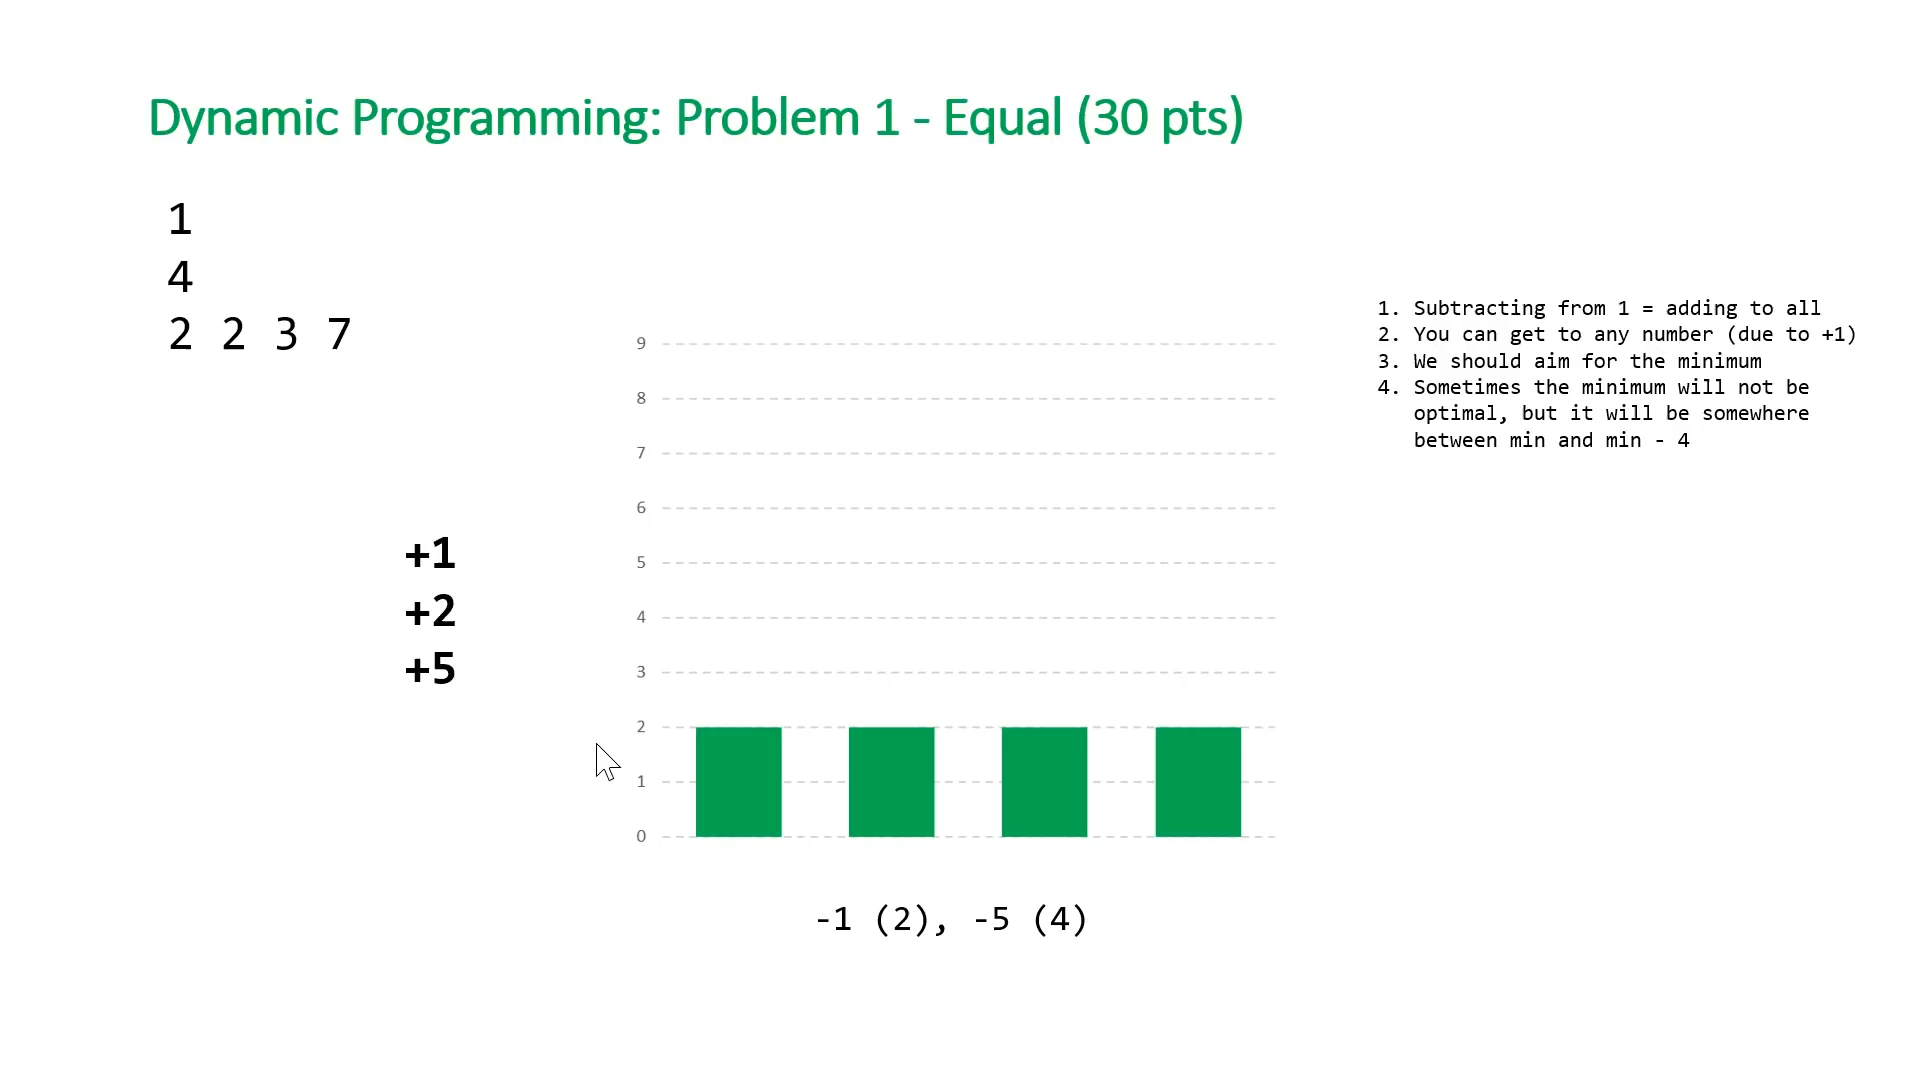 Dynamic Programming: Problem 1 - Equal (30 pts)
1
4
2 2 3 7
+1
+2
+5
9
8
7
6
5
4
3
2
1
0
-1 (2), -5 (4)
1. Subtracting from 1 = adding to all
2. You can get to any number (due to +1)
3. We should aim for the minimum
4. Sometimes the minimum will not be
optimal, but it will be somewhere
between min and min - 4